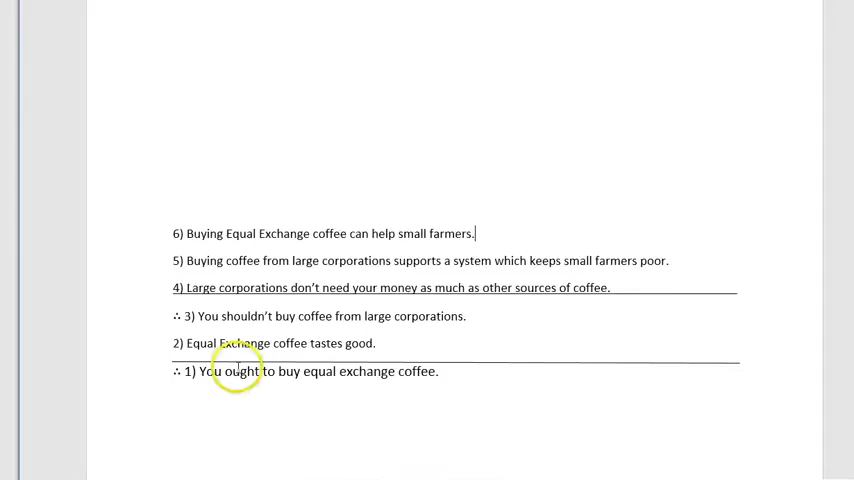 6) Buying Equal Exchange coffee can help small farmers.
5) Buying coffee from large corporations supports a system which keeps small farmers poor.
4) Large corporations don’t need your money as much as other sources of coffee.
∴ 3) You shouldn’t buy coffee from large corporations.
2) Equal Exchange coffee tastes good.
∴ 1) You ought to buy equal exchange coffee.